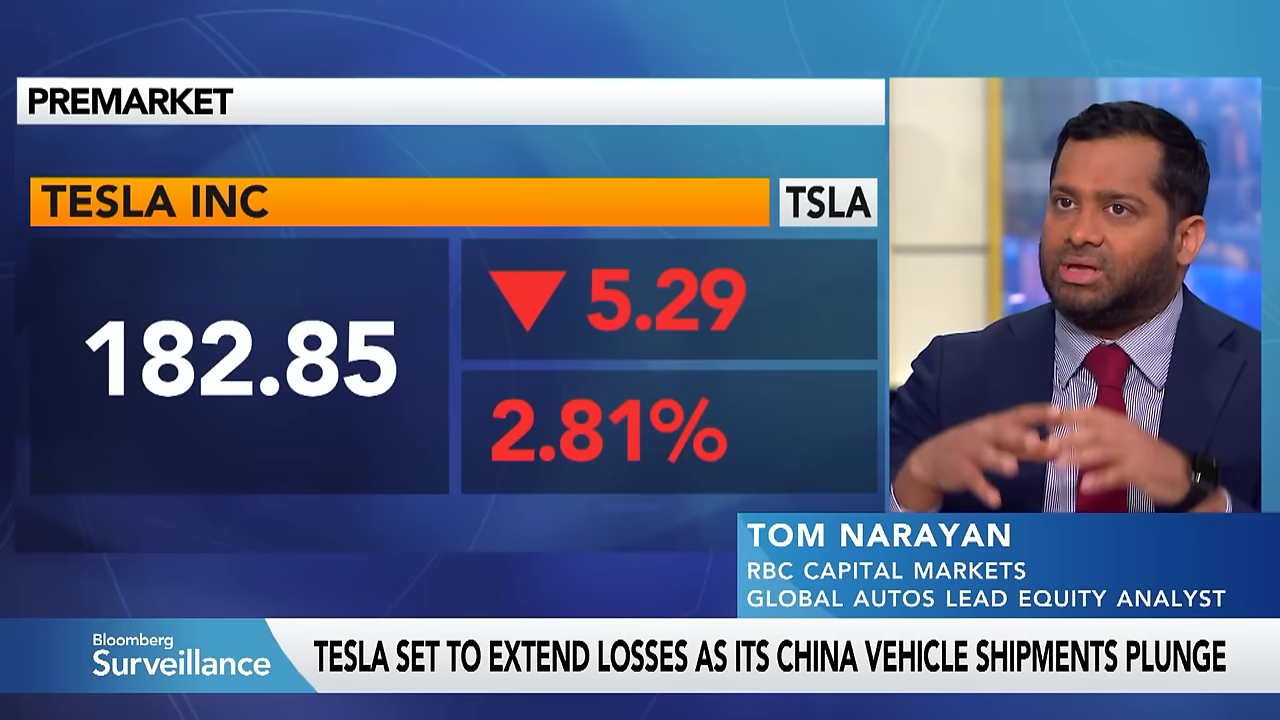 PREMARKET
TESLA INC
TSLA
182.85
▼ 5.29
2.81%
TOM NARAYAN
RBC CAPITAL MARKETS
GLOBAL AUTOS LEAD EQUITY ANALYST
Bloomberg
Surveillance
TESLA SET TO EXTEND LOSSES AS ITS CHINA VEHICLE SHIPMENTS PLUNGE